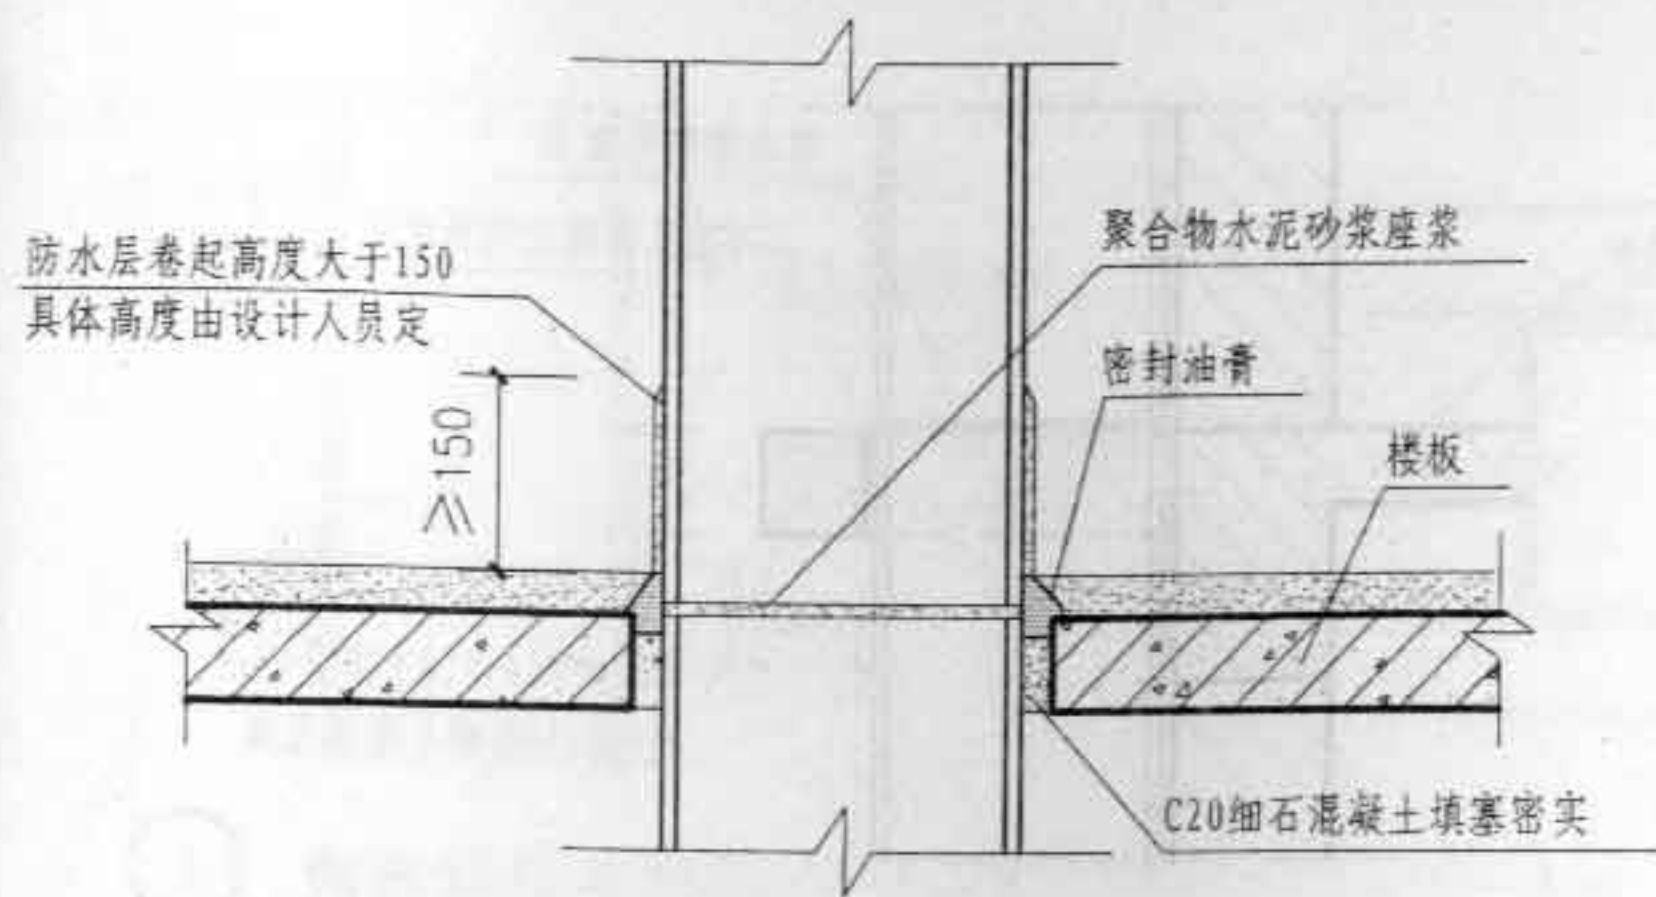 防水层卷起高度大于150
具体高度由设计人员定
≥150
聚合物水泥砂浆座浆
密封油膏
楼板
C20细石混凝土填塞密实